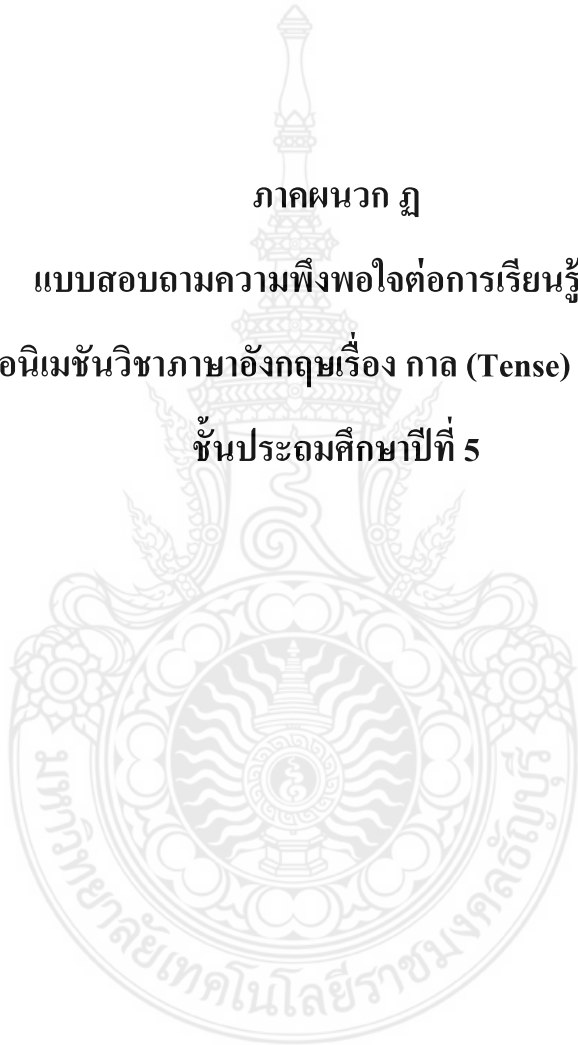 ภาคผนวก ฏ
แบบสอบถามความพึงพอใจต่อการเรียนรู้
อนิเมชันวิชาภาษาอังกฤษเรื่อง กาล (Tense)
ชั้นประถมศึกษาปีที่ 5
มหาวิทยาลัยเทคโนโลยีราชมงคลธัญบุรี